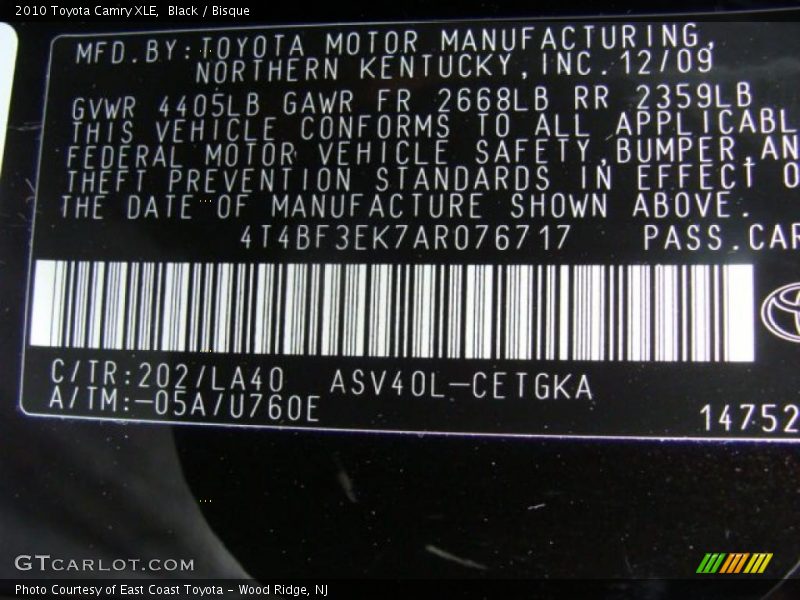 2010 Toyota Camry XLE,  Black / Bisque
MFD.BY:TOYOTA MOTOR MANUFACTURING,
NORTHERN KENTUCKY,INC.12/09
GVWR 4405LB GAWR FR 2668LB RR 2359LB
THIS VEHICLE CONFORMS TO ALL APPLICABL
FEDERAL MOTOR VEHICLE SAFETY,BUMPER,AN
THEFT PREVENTION STANDARDS IN EFFECT O
THE DATE OF MANUFACTURE SHOWN ABOVE.
4T4BF3EK7AR076717 PASS.CAR
C/TR:202/LA40 ASV40L-CETGKA
A/TM:-05A/U760E
14752
GTCARLOT.COM
Photo Courtesy of East Coast Toyota - Wood Ridge, NJ